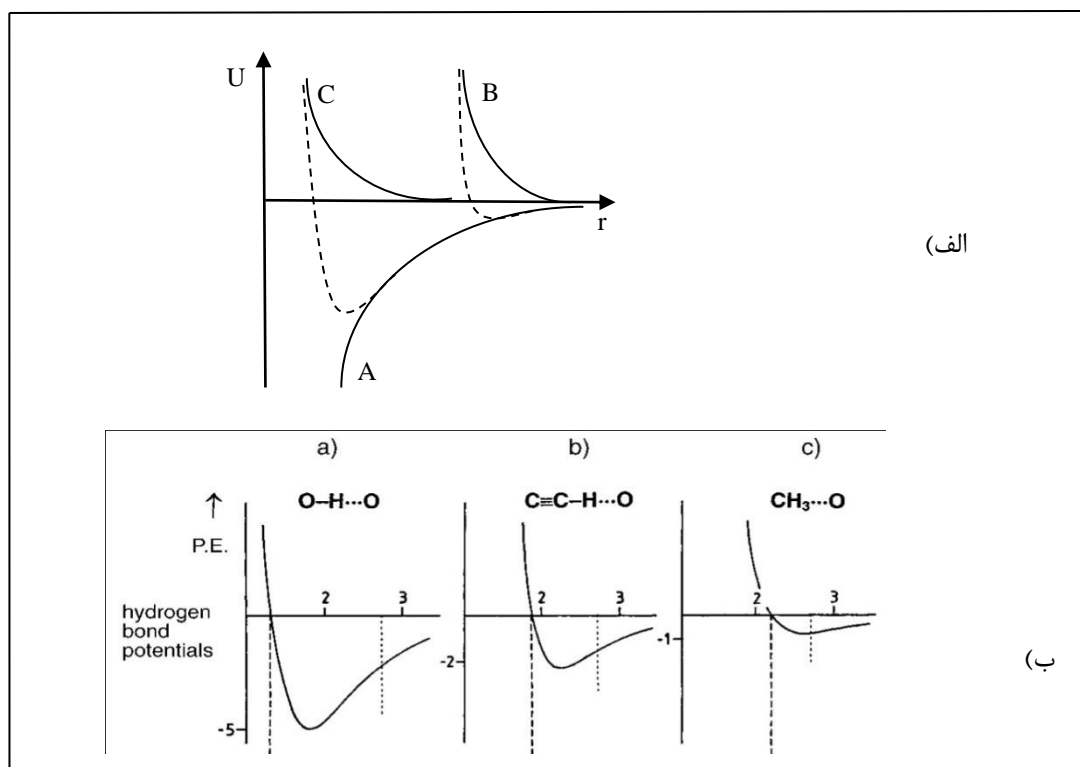 U
C
B
r
A
الف)
a)
b)
c)
O–H···O
C≡C–H···O
CH₃···O
↑
P.E.
hydrogen
bond
potentials
2 3
-5
2 3
-2
2 3
-1
ب)